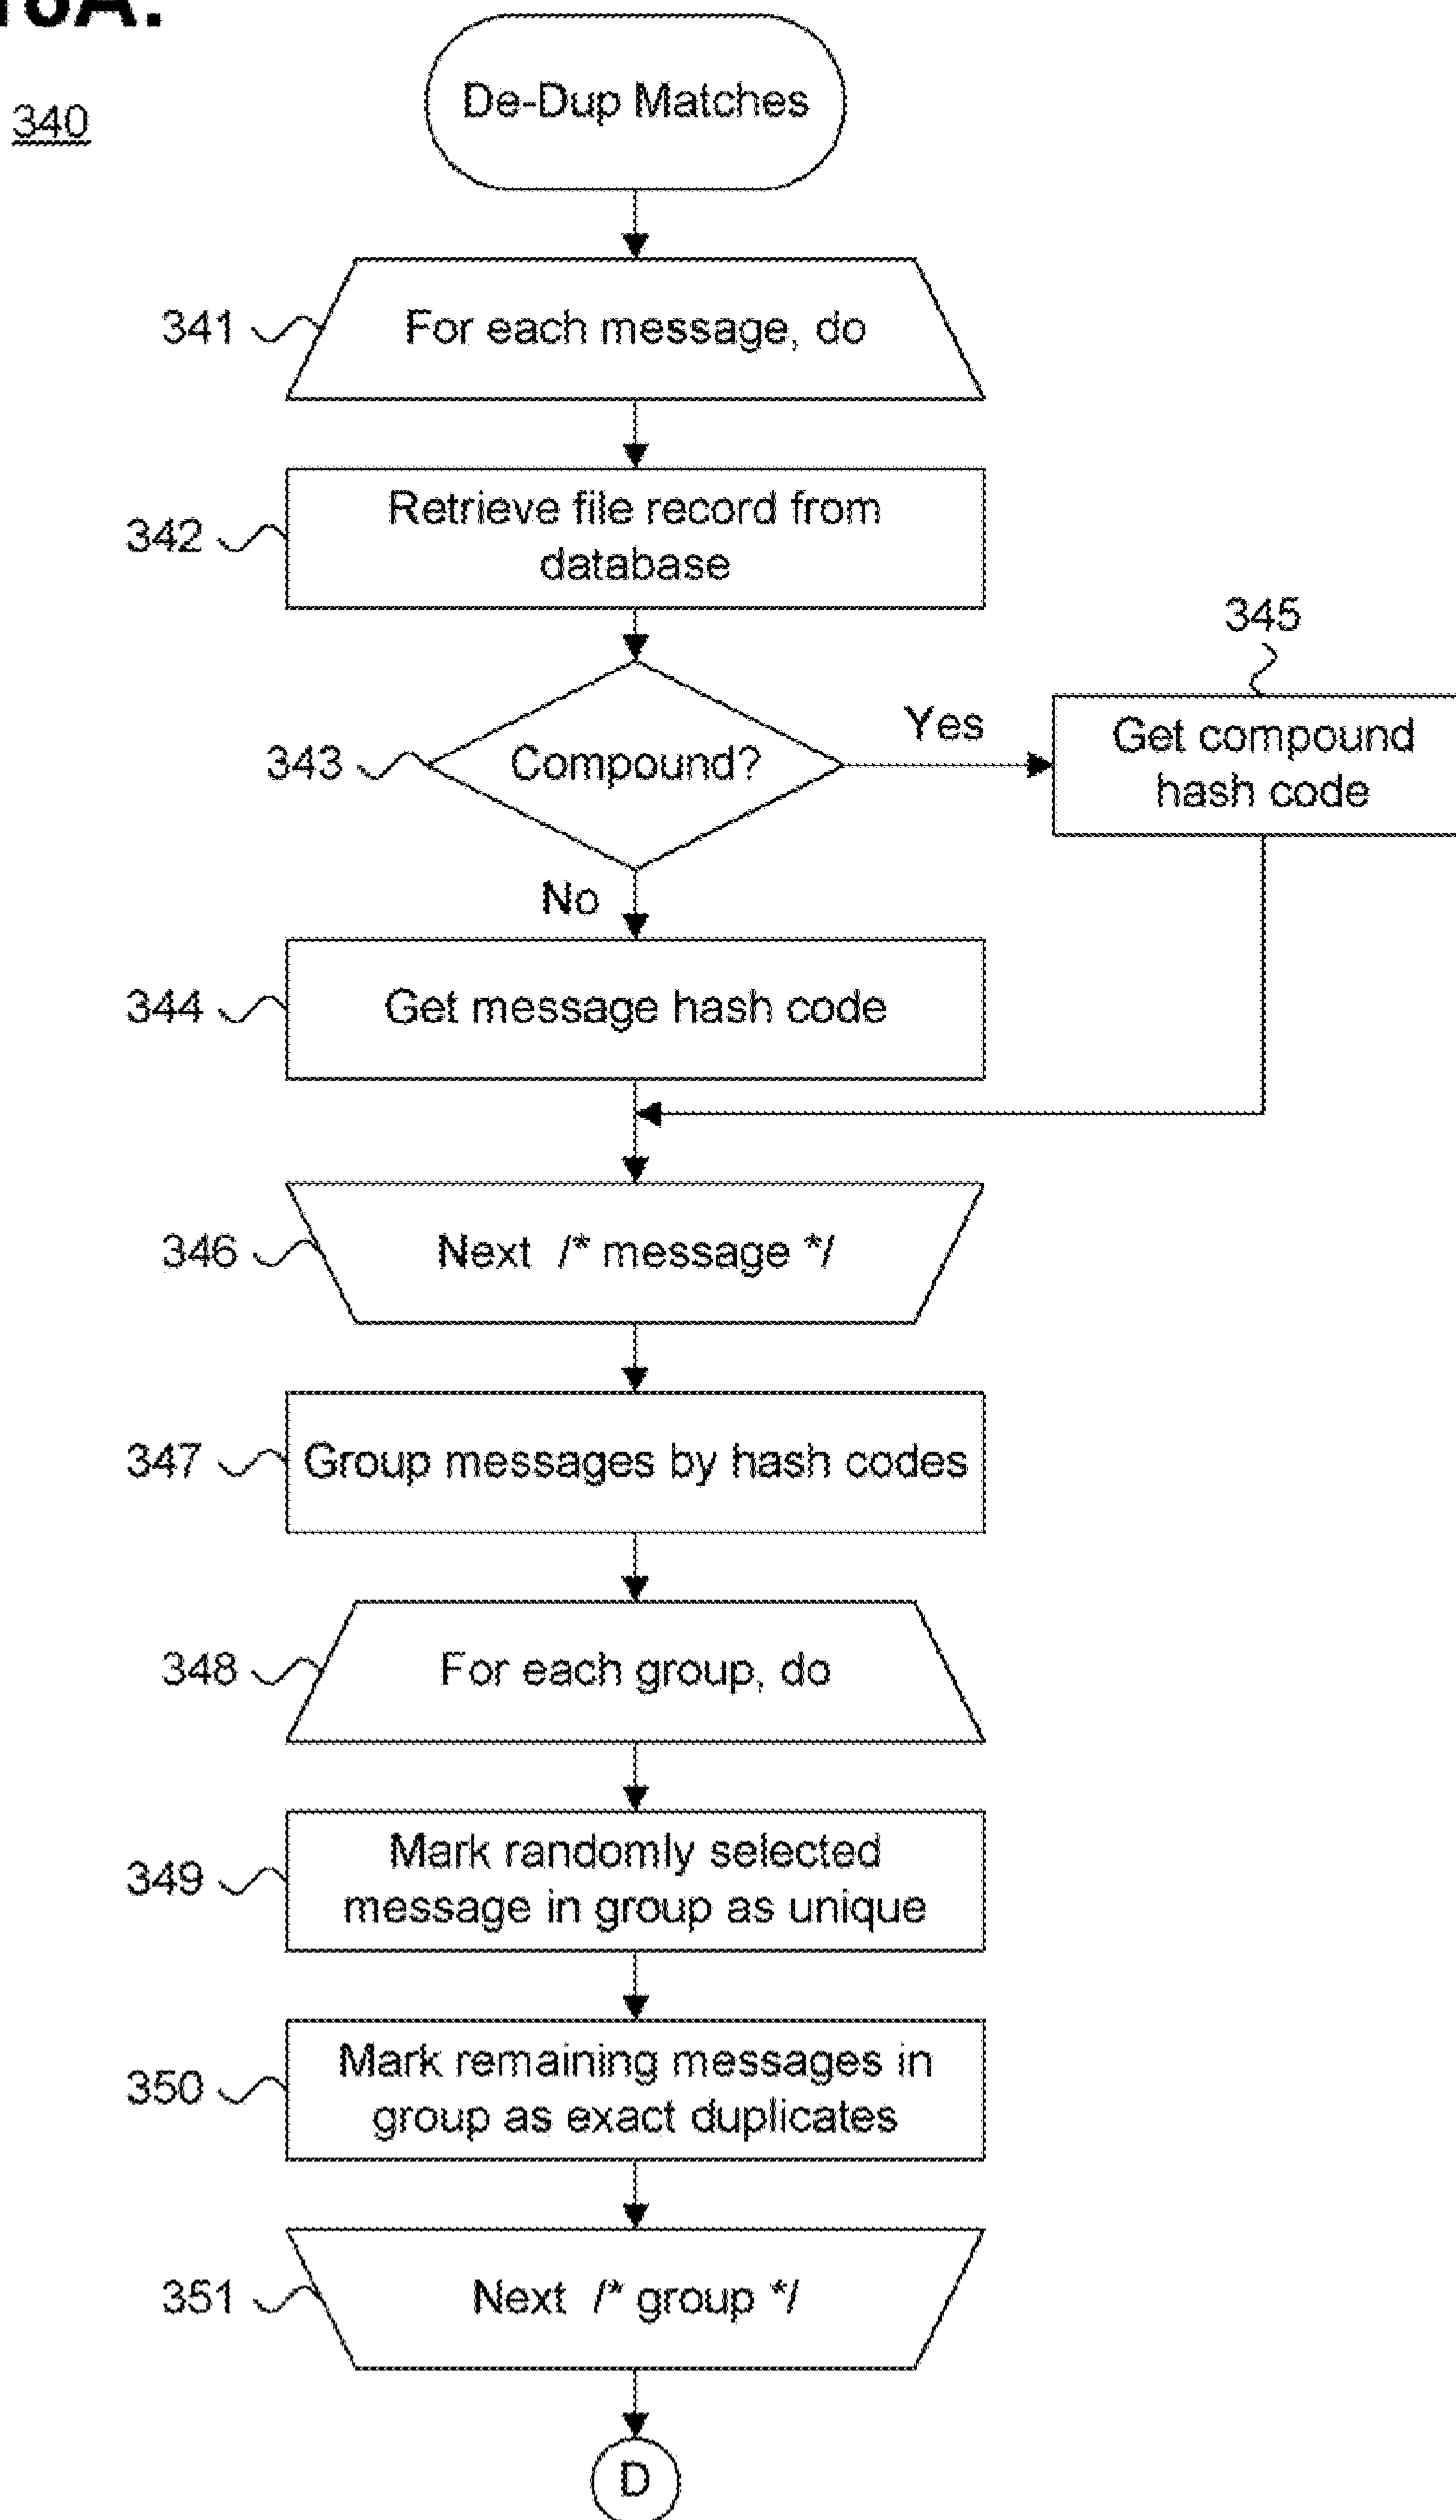 340
De-Dup Matches
341
For each message, do
342
Retrieve file record from
database
345
343
Compound?
Yes
Get compound
hash code
No
344
Get message hash code
346
Next /* message */
347
Group messages by hash codes
348
For each group, do
349
Mark randomly selected
message in group as unique
350
Mark remaining messages in
group as exact duplicates
351
Next /* group */
D